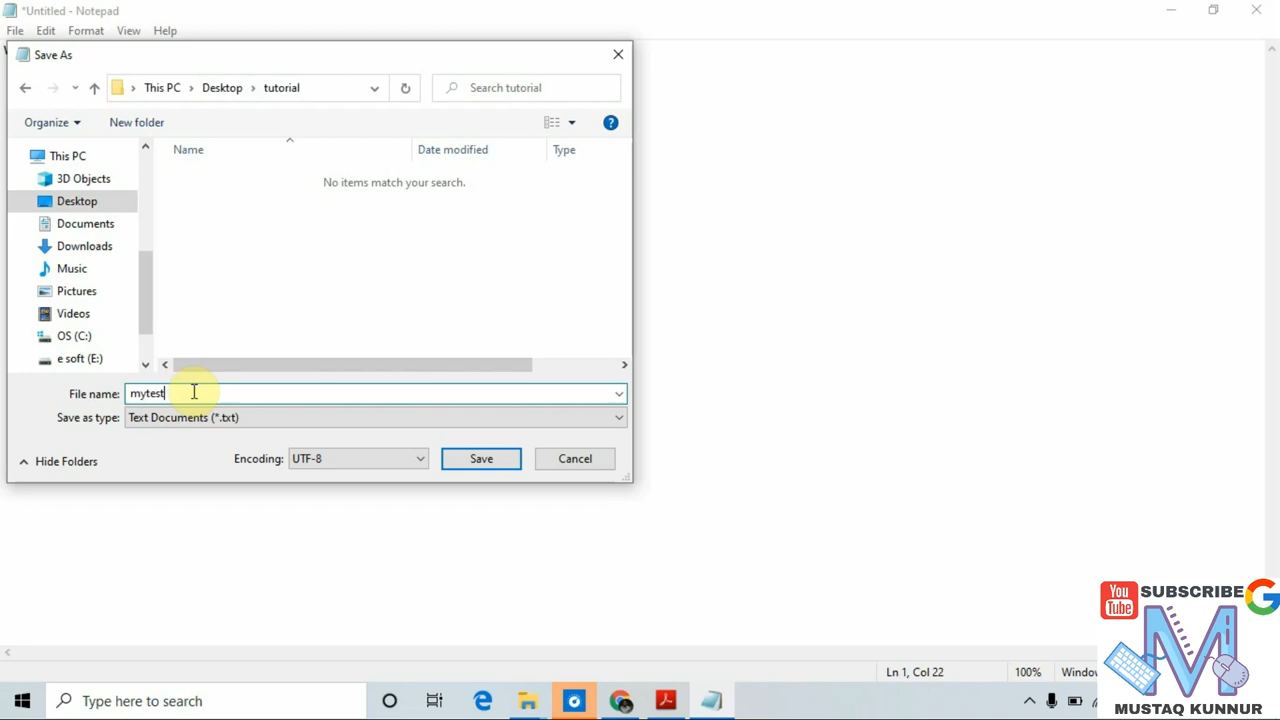 *Untitled - Notepad
File Edit Format View Help
Save As
This PC Desktop tutorial
Search tutorial
Organize New folder
Name Date modified Type
No items match your search.
This PC
3D Objects
Desktop
Documents
Downloads
Music
Pictures
Videos
OS (C:)
e soft (E:)
File name: mytest
Save as type: Text Documents (*.txt)
Hide Folders
Encoding: UTF-8
Save
Cancel
You Tube
SUBSCRIBE
G
M
MUSTAQ KUNNUR
Ln 1, Col 22 100%
Type here to search